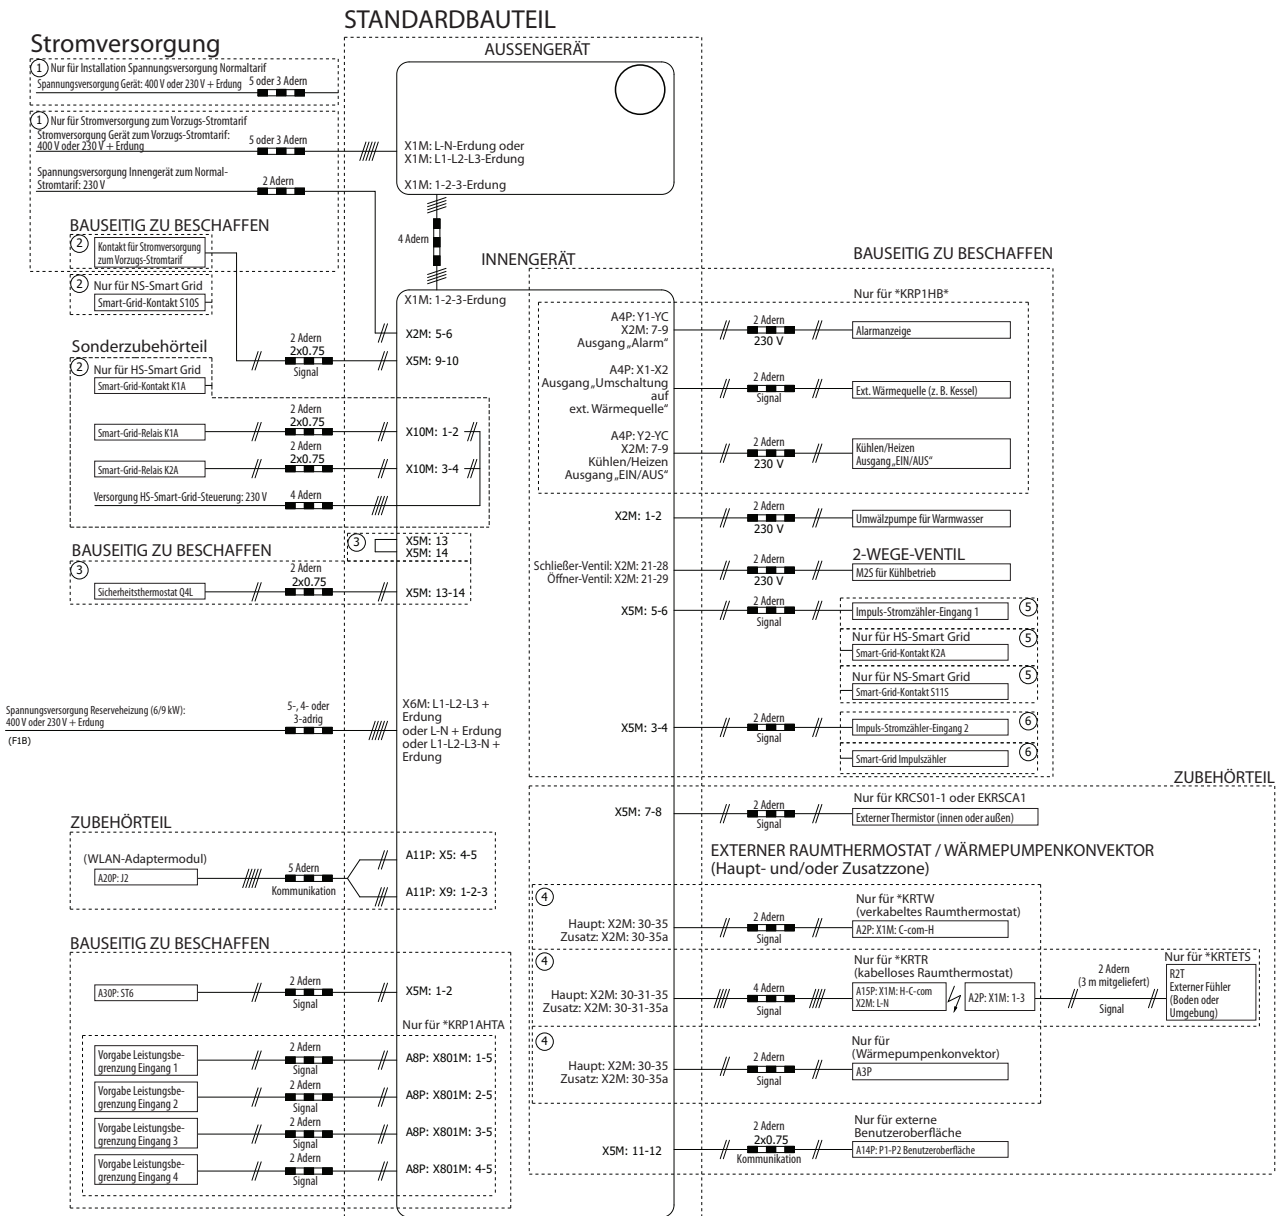 STANDARDBAUTEIL
Stromversorgung
AUSSENGERÄT
1 Nur für Installation Spannungsversorgung Normaltarif
Spannungsversorgung Gerät: 400 V oder 230 V + Erdung
5 oder 3 Adern
1 Nur für Stromversorgung zum Vorzugs-Stromtarif
Stromversorgung Gerät zum Vorzugs-Stromtarif:
400 V oder 230 V + Erdung
5 oder 3 Adern
X1M: L-N-Erdung oder
X1M: L1-L2-L3-Erdung
Spannungsversorgung Innengerät zum Normal-
Stromtarif: 230 V
2 Adern
X1M: 1-2-3-Erdung
BAUSEITIG ZU BESCHAFFEN
2 Kontakt für Stromversorgung
zum Vorzugs-Stromtarif
4 Adern
INNENGERÄT
2 Nur für NS-Smart Grid
Smart-Grid-Kontakt S10S
X1M: 1-2-3-Erdung
X2M: 5-6
Sonderzubehörteil
2 Adern
2x0.75
Signal
X5M: 9-10
2 Nur für HS-Smart Grid
Smart-Grid-Kontakt K1A
Smart-Grid-Relais K1A
2 Adern
2x0.75
X10M: 1-2
Smart-Grid-Relais K2A
2 Adern
2x0.75
X10M: 3-4
Versorgung HS-Smart-Grid-Steuerung: 230 V
4 Adern
BAUSEITIG ZU BESCHAFFEN
3
X5M: 13
X5M: 14
3
Sicherheitsthermostat Q4L
2 Adern
2x0.75
X5M: 13-14
Spannungsversorgung Reserveheizung (6/9 kW):
400 V oder 230 V + Erdung
(F1B)
5-, 4- oder
3-adrig
X6M: L1-L2-L3 +
Erdung
oder L-N + Erdung
oder L1-L2-L3-N +
Erdung
ZUBEHÖRTEIL
(WLAN-Adaptermodul)
A20P: J2
5 Adern
Kommunikation
A11P: X5: 4-5
A11P: X9: 1-2-3
BAUSEITIG ZU BESCHAFFEN
A30P: ST6
2 Adern
Signal
X5M: 1-2
Nur für *KRP1AHTA
Vorgabe Leistungsbe-
grenzung Eingang 1
2 Adern
Signal
A8P: X801M: 1-5
Vorgabe Leistungsbe-
grenzung Eingang 2
2 Adern
Signal
A8P: X801M: 2-5
Vorgabe Leistungsbe-
grenzung Eingang 3
2 Adern
Signal
A8P: X801M: 3-5
Vorgabe Leistungsbe-
grenzung Eingang 4
2 Adern
Signal
A8P: X801M: 4-5
BAUSEITIG ZU BESCHAFFEN
Nur für *KRP1HB*
A4P: Y1-YC
X2M: 7-9
Ausgang „Alarm“
2 Adern
230 V
Alarmanzeige
A4P: X1-X2
Ausgang „Umschaltung
auf
ext. Wärmequelle“
2 Adern
Signal
Ext. Wärmequelle (z. B. Kessel)
A4P: Y2-YC
X2M: 7-9
Kühlen/Heizen
Ausgang „EIN/AUS“
2 Adern
230 V
Kühlen/Heizen
Ausgang „EIN/AUS“
X2M: 1-2
2 Adern
230 V
Umwälzpumpe für Warmwasser
2-WEGE-VENTIL
Schließer-Ventil: X2M: 21-28
Öffner-Ventil: X2M: 21-29
2 Adern
230 V
M2S für Kühlbetrieb
X5M: 5-6
2 Adern
Signal
Impuls-Stromzähler-Eingang 1
5
Nur für HS-Smart Grid
5
Smart-Grid-Kontakt K2A
Nur für NS-Smart Grid
5
Smart-Grid-Kontakt S11S
X5M: 3-4
2 Adern
Signal
Impuls-Stromzähler-Eingang 2
6
Smart-Grid Impulszähler
6
ZUBEHÖRTEIL
Nur für KRCS01-1 oder EKRSCA1
X5M: 7-8
2 Adern
Signal
Externer Thermistor (innen oder außen)
EXTERNER RAUMTHERMOSTAT / WÄRMEPUMPENKONVEKTOR
(Haupt- und/oder Zusatzzone)
4
Nur für *KRTW
(verkabeltes Raumthermostat)
Haupt: X2M: 30-35
Zusatz: X2M: 30-35a
2 Adern
Signal
A2P: X1M: C-com-H
4
Nur für *KRTR
(kabelloses Raumthermostat)
Haupt: X2M: 30-31-35
Zusatz: X2M: 30-31-35a
4 Adern
Signal
A15P: X1M: H-C-com
X2M: L-N
A2P: X1M: 1-3
2 Adern
(3 m mitgeliefert)
Signal
Nur für *KRTETS
R2T
Externer Fühler
(Boden oder
Umgebung)
4
Nur für
(Wärmepumpenkonvektor)
Haupt: X2M: 30-35
Zusatz: X2M: 30-35a
2 Adern
Signal
A3P
Nur für externe
Benutzeroberfläche
X5M: 11-12
2 Adern
2x0.75
Kommunikation
A14P: P1-P2 Benutzeroberfläche